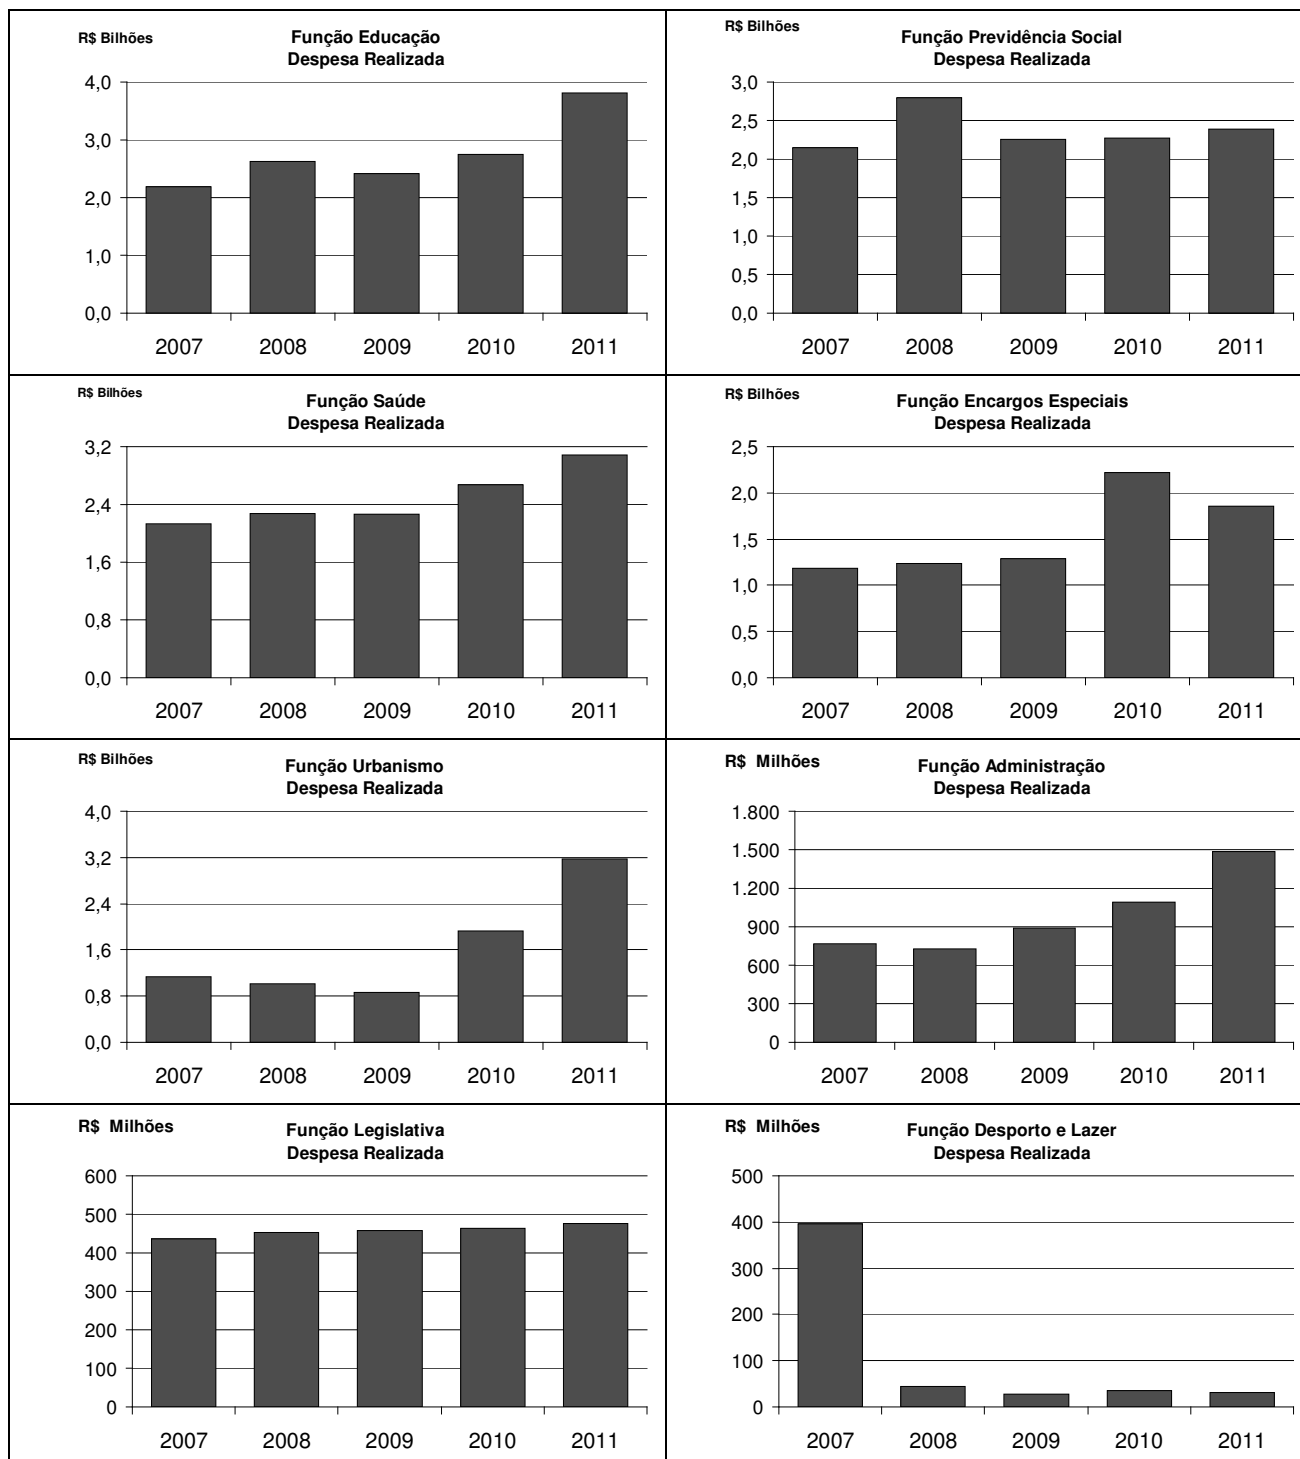 R$ Bilhões
Função Educação
Despesa Realizada
4,0
3,0
2,0
1,0
0,0
2007 2008 2009 2010 2011
R$ Bilhões
Função Previdência Social
Despesa Realizada
3,0
2,5
2,0
1,5
1,0
0,5
0,0
2007 2008 2009 2010 2011
R$ Bilhões
Função Saúde
Despesa Realizada
3,2
2,4
1,6
0,8
0,0
2007 2008 2009 2010 2011
R$ Bilhões
Função Encargos Especiais
Despesa Realizada
2,5
2,0
1,5
1,0
0,5
0,0
2007 2008 2009 2010 2011
R$ Bilhões
Função Urbanismo
Despesa Realizada
4,0
3,2
2,4
1,6
0,8
0,0
2007 2008 2009 2010 2011
R$ Milhões
Função Administração
Despesa Realizada
1.800
1.500
1.200
900
600
300
0
2007 2008 2009 2010 2011
R$ Milhões
Função Legislativa
Despesa Realizada
600
500
400
300
200
100
0
2007 2008 2009 2010 2011
R$ Milhões
Função Desporto e Lazer
Despesa Realizada
500
400
300
200
100
0
2007 2008 2009 2010 2011